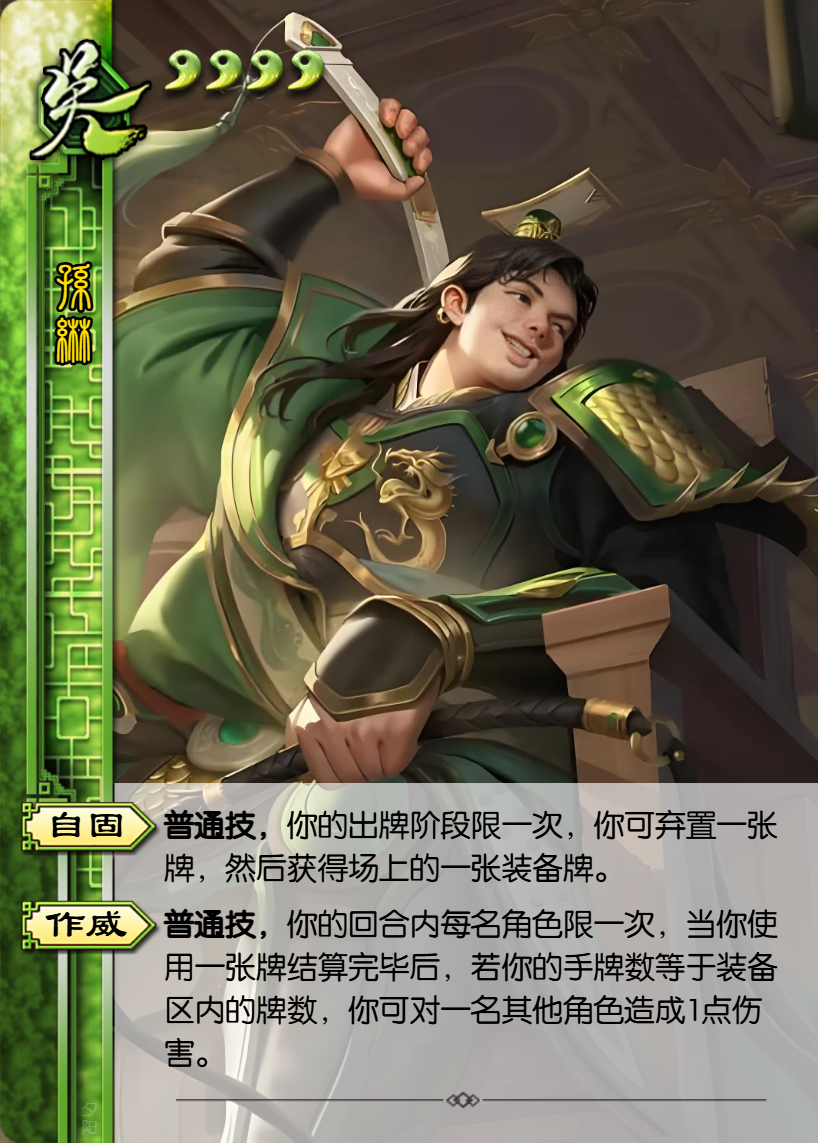 吴
孫
綝
自固
普通技，你的出牌阶段限一次，你可弃置一张
牌，然后获得场上的一张装备牌。
作威
普通技，你的回合内每名角色限一次，当你使
用一张牌结算完毕后，若你的手牌数等于装备
区内的牌数，你可对一名其他角色造成1点伤
害。
夕阳